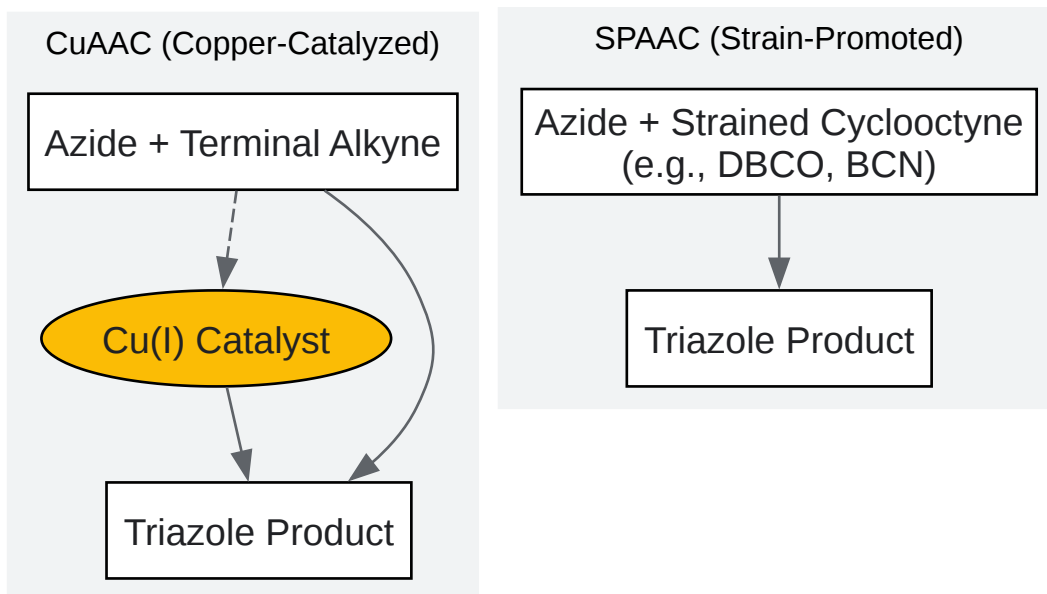 CuAAC (Copper-Catalyzed)
Azide + Terminal Alkyne
Cu(I) Catalyst
Triazole Product
SPAAC (Strain-Promoted)
Azide + Strained Cyclooctyne
(e.g., DBCO, BCN)
Triazole Product